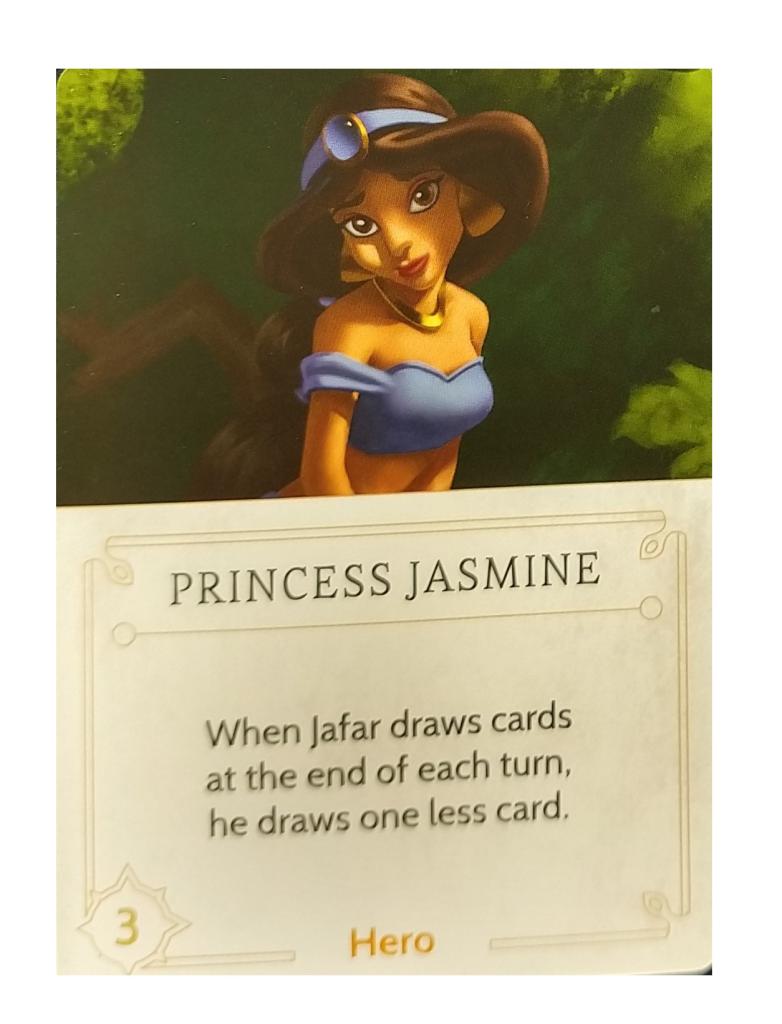 PRINCESS JASMINE
When Jafar draws cards
at the end of each turn,
he draws one less card.
3
Hero